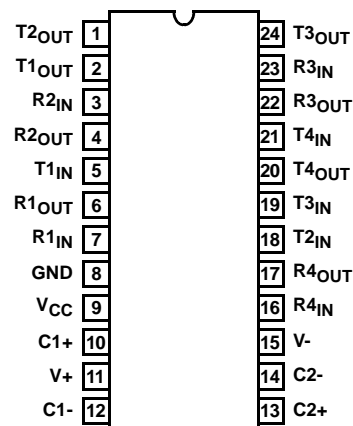 T2OUT 1 24 T3OUT
T1OUT 2 23 R3IN
R2IN 3 22 R3OUT
R2OUT 4 21 T4IN
T1IN 5 20 T4OUT
R1OUT 6 19 T3IN
R1IN 7 18 T2IN
GND 8 17 R4OUT
VCC 9 16 R4IN
C1+ 10 15 V-
V+ 11 14 C2-
C1- 12 13 C2+